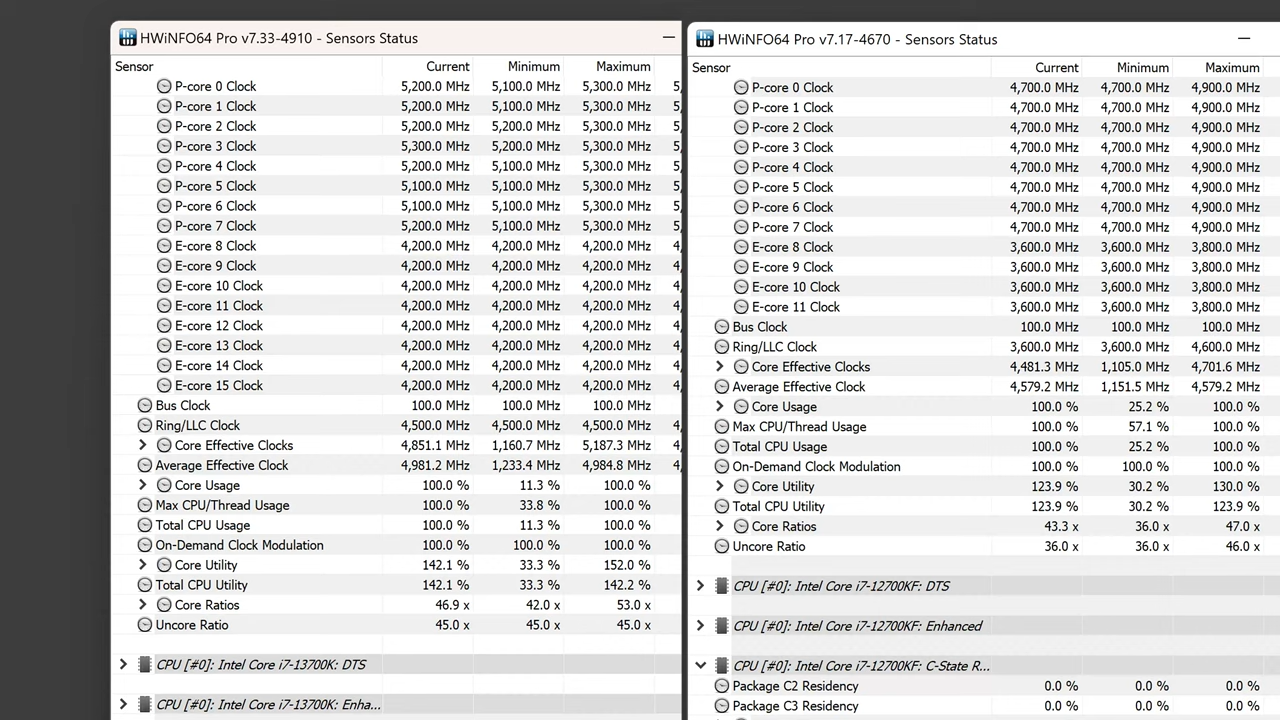 HWiNFO64 Pro v7.33-4910 - Sensors Status
Sensor Current Minimum Maximum
P-core 0 Clock 5,200.0 MHz 5,100.0 MHz 5,300.0 MHz 5,
P-core 1 Clock 5,200.0 MHz 5,200.0 MHz 5,300.0 MHz 5,
P-core 2 Clock 5,200.0 MHz 5,200.0 MHz 5,300.0 MHz 5,
P-core 3 Clock 5,300.0 MHz 5,200.0 MHz 5,300.0 MHz 5,
P-core 4 Clock 5,200.0 MHz 5,100.0 MHz 5,300.0 MHz 5,
P-core 5 Clock 5,100.0 MHz 5,100.0 MHz 5,300.0 MHz 5,
P-core 6 Clock 5,100.0 MHz 5,100.0 MHz 5,300.0 MHz 5,
P-core 7 Clock 5,200.0 MHz 5,100.0 MHz 5,300.0 MHz 5,
E-core 8 Clock 4,200.0 MHz 4,200.0 MHz 4,200.0 MHz 4,
E-core 9 Clock 4,200.0 MHz 4,200.0 MHz 4,200.0 MHz 4,
E-core 10 Clock 4,200.0 MHz 4,200.0 MHz 4,200.0 MHz 4,
E-core 11 Clock 4,200.0 MHz 4,200.0 MHz 4,200.0 MHz 4,
E-core 12 Clock 4,200.0 MHz 4,200.0 MHz 4,200.0 MHz 4,
E-core 13 Clock 4,200.0 MHz 4,200.0 MHz 4,200.0 MHz 4,
E-core 14 Clock 4,200.0 MHz 4,200.0 MHz 4,200.0 MHz 4,
E-core 15 Clock 4,200.0 MHz 4,200.0 MHz 4,200.0 MHz 4,
Bus Clock 100.0 MHz 100.0 MHz 100.0 MHz
Ring/LLC Clock 4,500.0 MHz 4,500.0 MHz 4,500.0 MHz 4,
Core Effective Clocks 4,851.1 MHz 1,160.7 MHz 5,187.3 MHz 4,
Average Effective Clock 4,981.2 MHz 1,233.4 MHz 4,984.8 MHz 4,
Core Usage 100.0 % 11.3 % 100.0 %
Max CPU/Thread Usage 100.0 % 33.8 % 100.0 %
Total CPU Usage 100.0 % 11.3 % 100.0 %
On-Demand Clock Modulation 100.0 % 100.0 % 100.0 %
Core Utility 142.1 % 33.3 % 152.0 %
Total CPU Utility 142.1 % 33.3 % 142.2 %
Core Ratios 46.9 x 42.0 x 53.0 x
Uncore Ratio 45.0 x 45.0 x 45.0 x
CPU [#0]: Intel Core i7-13700K: DTS
CPU [#0]: Intel Core i7-13700K: Enha...
HWiNFO64 Pro v7.17-4670 - Sensors Status
Sensor Current Minimum Maximum
P-core 0 Clock 4,700.0 MHz 4,700.0 MHz 4,900.0 MHz
P-core 1 Clock 4,700.0 MHz 4,700.0 MHz 4,900.0 MHz
P-core 2 Clock 4,700.0 MHz 4,700.0 MHz 4,900.0 MHz
P-core 3 Clock 4,700.0 MHz 4,700.0 MHz 4,900.0 MHz
P-core 4 Clock 4,700.0 MHz 4,700.0 MHz 4,900.0 MHz
P-core 5 Clock 4,700.0 MHz 4,700.0 MHz 4,900.0 MHz
P-core 6 Clock 4,700.0 MHz 4,700.0 MHz 4,900.0 MHz
P-core 7 Clock 4,700.0 MHz 4,700.0 MHz 4,900.0 MHz
E-core 8 Clock 3,600.0 MHz 3,600.0 MHz 3,800.0 MHz
E-core 9 Clock 3,600.0 MHz 3,600.0 MHz 3,800.0 MHz
E-core 10 Clock 3,600.0 MHz 3,600.0 MHz 3,800.0 MHz
E-core 11 Clock 3,600.0 MHz 3,600.0 MHz 3,800.0 MHz
Bus Clock 100.0 MHz 100.0 MHz 100.0 MHz
Ring/LLC Clock 3,600.0 MHz 3,600.0 MHz 4,600.0 MHz
Core Effective Clocks 4,481.3 MHz 1,105.0 MHz 4,701.6 MHz
Average Effective Clock 4,579.2 MHz 1,151.5 MHz 4,579.2 MHz
Core Usage 100.0 % 25.2 % 100.0 %
Max CPU/Thread Usage 100.0 % 57.1 % 100.0 %
Total CPU Usage 100.0 % 25.2 % 100.0 %
On-Demand Clock Modulation 100.0 % 100.0 % 100.0 %
Core Utility 123.9 % 30.2 % 130.0 %
Total CPU Utility 123.9 % 30.2 % 123.9 %
Core Ratios 43.3 x 36.0 x 47.0 x
Uncore Ratio 36.0 x 36.0 x 46.0 x
CPU [#0]: Intel Core i7-12700KF: DTS
CPU [#0]: Intel Core i7-12700KF: Enhanced
CPU [#0]: Intel Core i7-12700KF: C-State R...
Package C2 Residency 0.0 % 0.0 % 0.0 %
Package C3 Residency 0.0 % 0.0 % 0.0 %